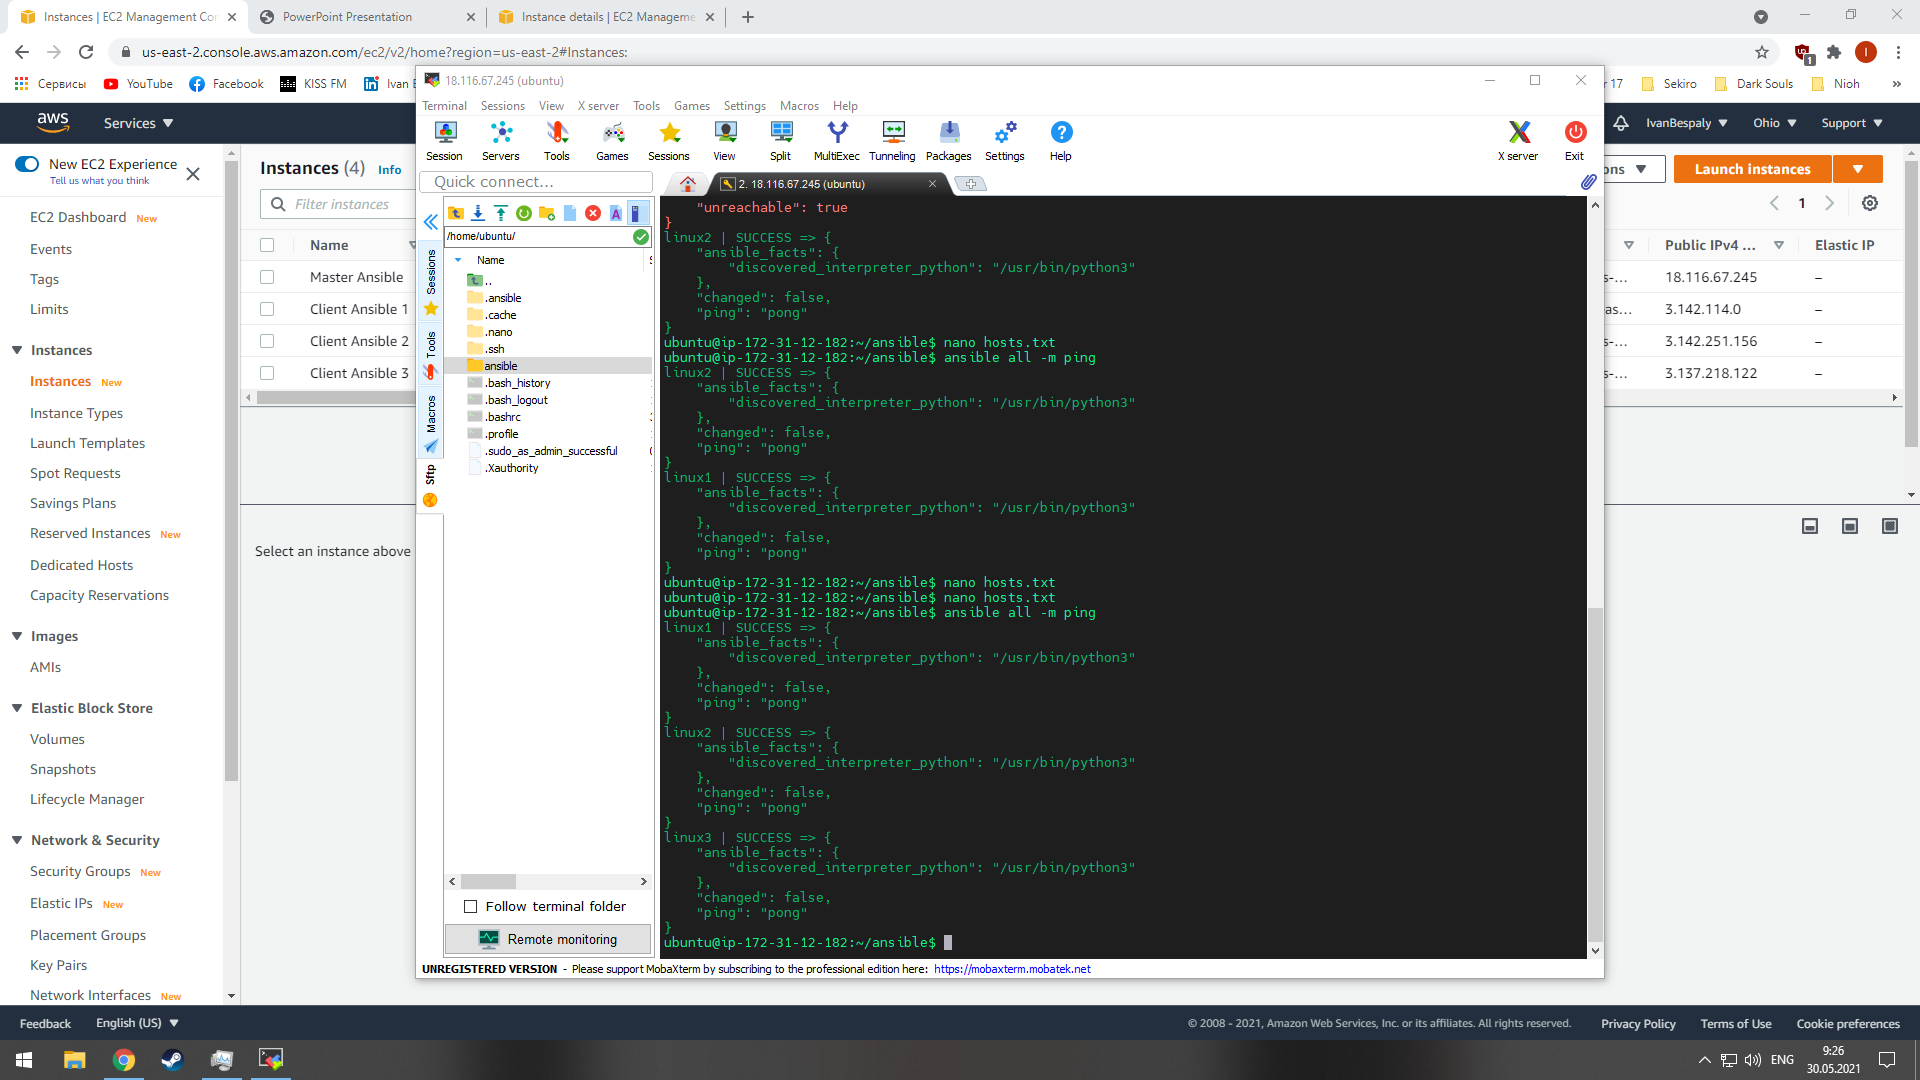 Instances | EC2 Management Con
PowerPoint Presentation
Instance details | EC2 Manageme
us-east-2.console.aws.amazon.com/ec2/v2/home?region=us-east-2#Instances:
1
I
Сервисы
YouTube
Facebook
KISS FM
Ivan
17
Sekiro
Dark Souls
Nioh
»
aws
Services
IvanBespaly
Ohio
Support
New EC2 Experience
Tell us what you think
EC2 Dashboard New
Events
Tags
Limits
Instances
Instances New
Instance Types
Launch Templates
Spot Requests
Savings Plans
Reserved Instances New
Dedicated Hosts
Capacity Reservations
Images
AMIs
Elastic Block Store
Volumes
Snapshots
Lifecycle Manager
Network & Security
Security Groups New
Elastic IPs New
Placement Groups
Key Pairs
Network Interfaces New
Instances (4) Info
Filter instances
Name
Master Ansible
Client Ansible 1
Client Ansible 2
Client Ansible 3
Select an instance above
ons
Launch instances
1
Public IPv4 ...
Elastic IP
s-... 18.116.67.245 –
as... 3.142.114.0 –
3.142.251.156 –
s-... 3.137.218.122 –
18.116.67.245 (ubuntu)
Terminal Sessions View X server Tools Games Settings Macros Help
Session Servers Tools Games Sessions View Split MultiExec Tunneling Packages Settings Help X server Exit
Quick connect...
2. 18.116.67.245 (ubuntu)
Sessions
Tools
Macros
Sftp
/home/ubuntu/
Name
..
.ansible
.cache
.nano
.ssh
ansible
.bash_history
.bash_logout
.bashrc
.profile
.sudo_as_admin_successful
.Xauthority
Follow terminal folder
Remote monitoring
"unreachable": true
}
linux2 | SUCCESS => {
"ansible_facts": {
"discovered_interpreter_python": "/usr/bin/python3"
},
"changed": false,
"ping": "pong"
}
ubuntu@ip-172-31-12-182:~/ansible$ nano hosts.txt
ubuntu@ip-172-31-12-182:~/ansible$ ansible all -m ping
linux2 | SUCCESS => {
"ansible_facts": {
"discovered_interpreter_python": "/usr/bin/python3"
},
"changed": false,
"ping": "pong"
}
linux1 | SUCCESS => {
"ansible_facts": {
"discovered_interpreter_python": "/usr/bin/python3"
},
"changed": false,
"ping": "pong"
}
ubuntu@ip-172-31-12-182:~/ansible$ nano hosts.txt
ubuntu@ip-172-31-12-182:~/ansible$ nano hosts.txt
ubuntu@ip-172-31-12-182:~/ansible$ ansible all -m ping
linux1 | SUCCESS => {
"ansible_facts": {
"discovered_interpreter_python": "/usr/bin/python3"
},
"changed": false,
"ping": "pong"
}
linux2 | SUCCESS => {
"ansible_facts": {
"discovered_interpreter_python": "/usr/bin/python3"
},
"changed": false,
"ping": "pong"
}
linux3 | SUCCESS => {
"ansible_facts": {
"discovered_interpreter_python": "/usr/bin/python3"
},
"changed": false,
"ping": "pong"
}
ubuntu@ip-172-31-12-182:~/ansible$
UNREGISTERED VERSION - Please support MobaXterm by subscribing to the professional edition here: https://mobaxterm.mobatek.net
Feedback
English (US)
© 2008 - 2021, Amazon Web Services, Inc. or its affiliates. All rights reserved.
Privacy Policy
Terms of Use
Cookie preferences
ENG
9:26
30.05.2021